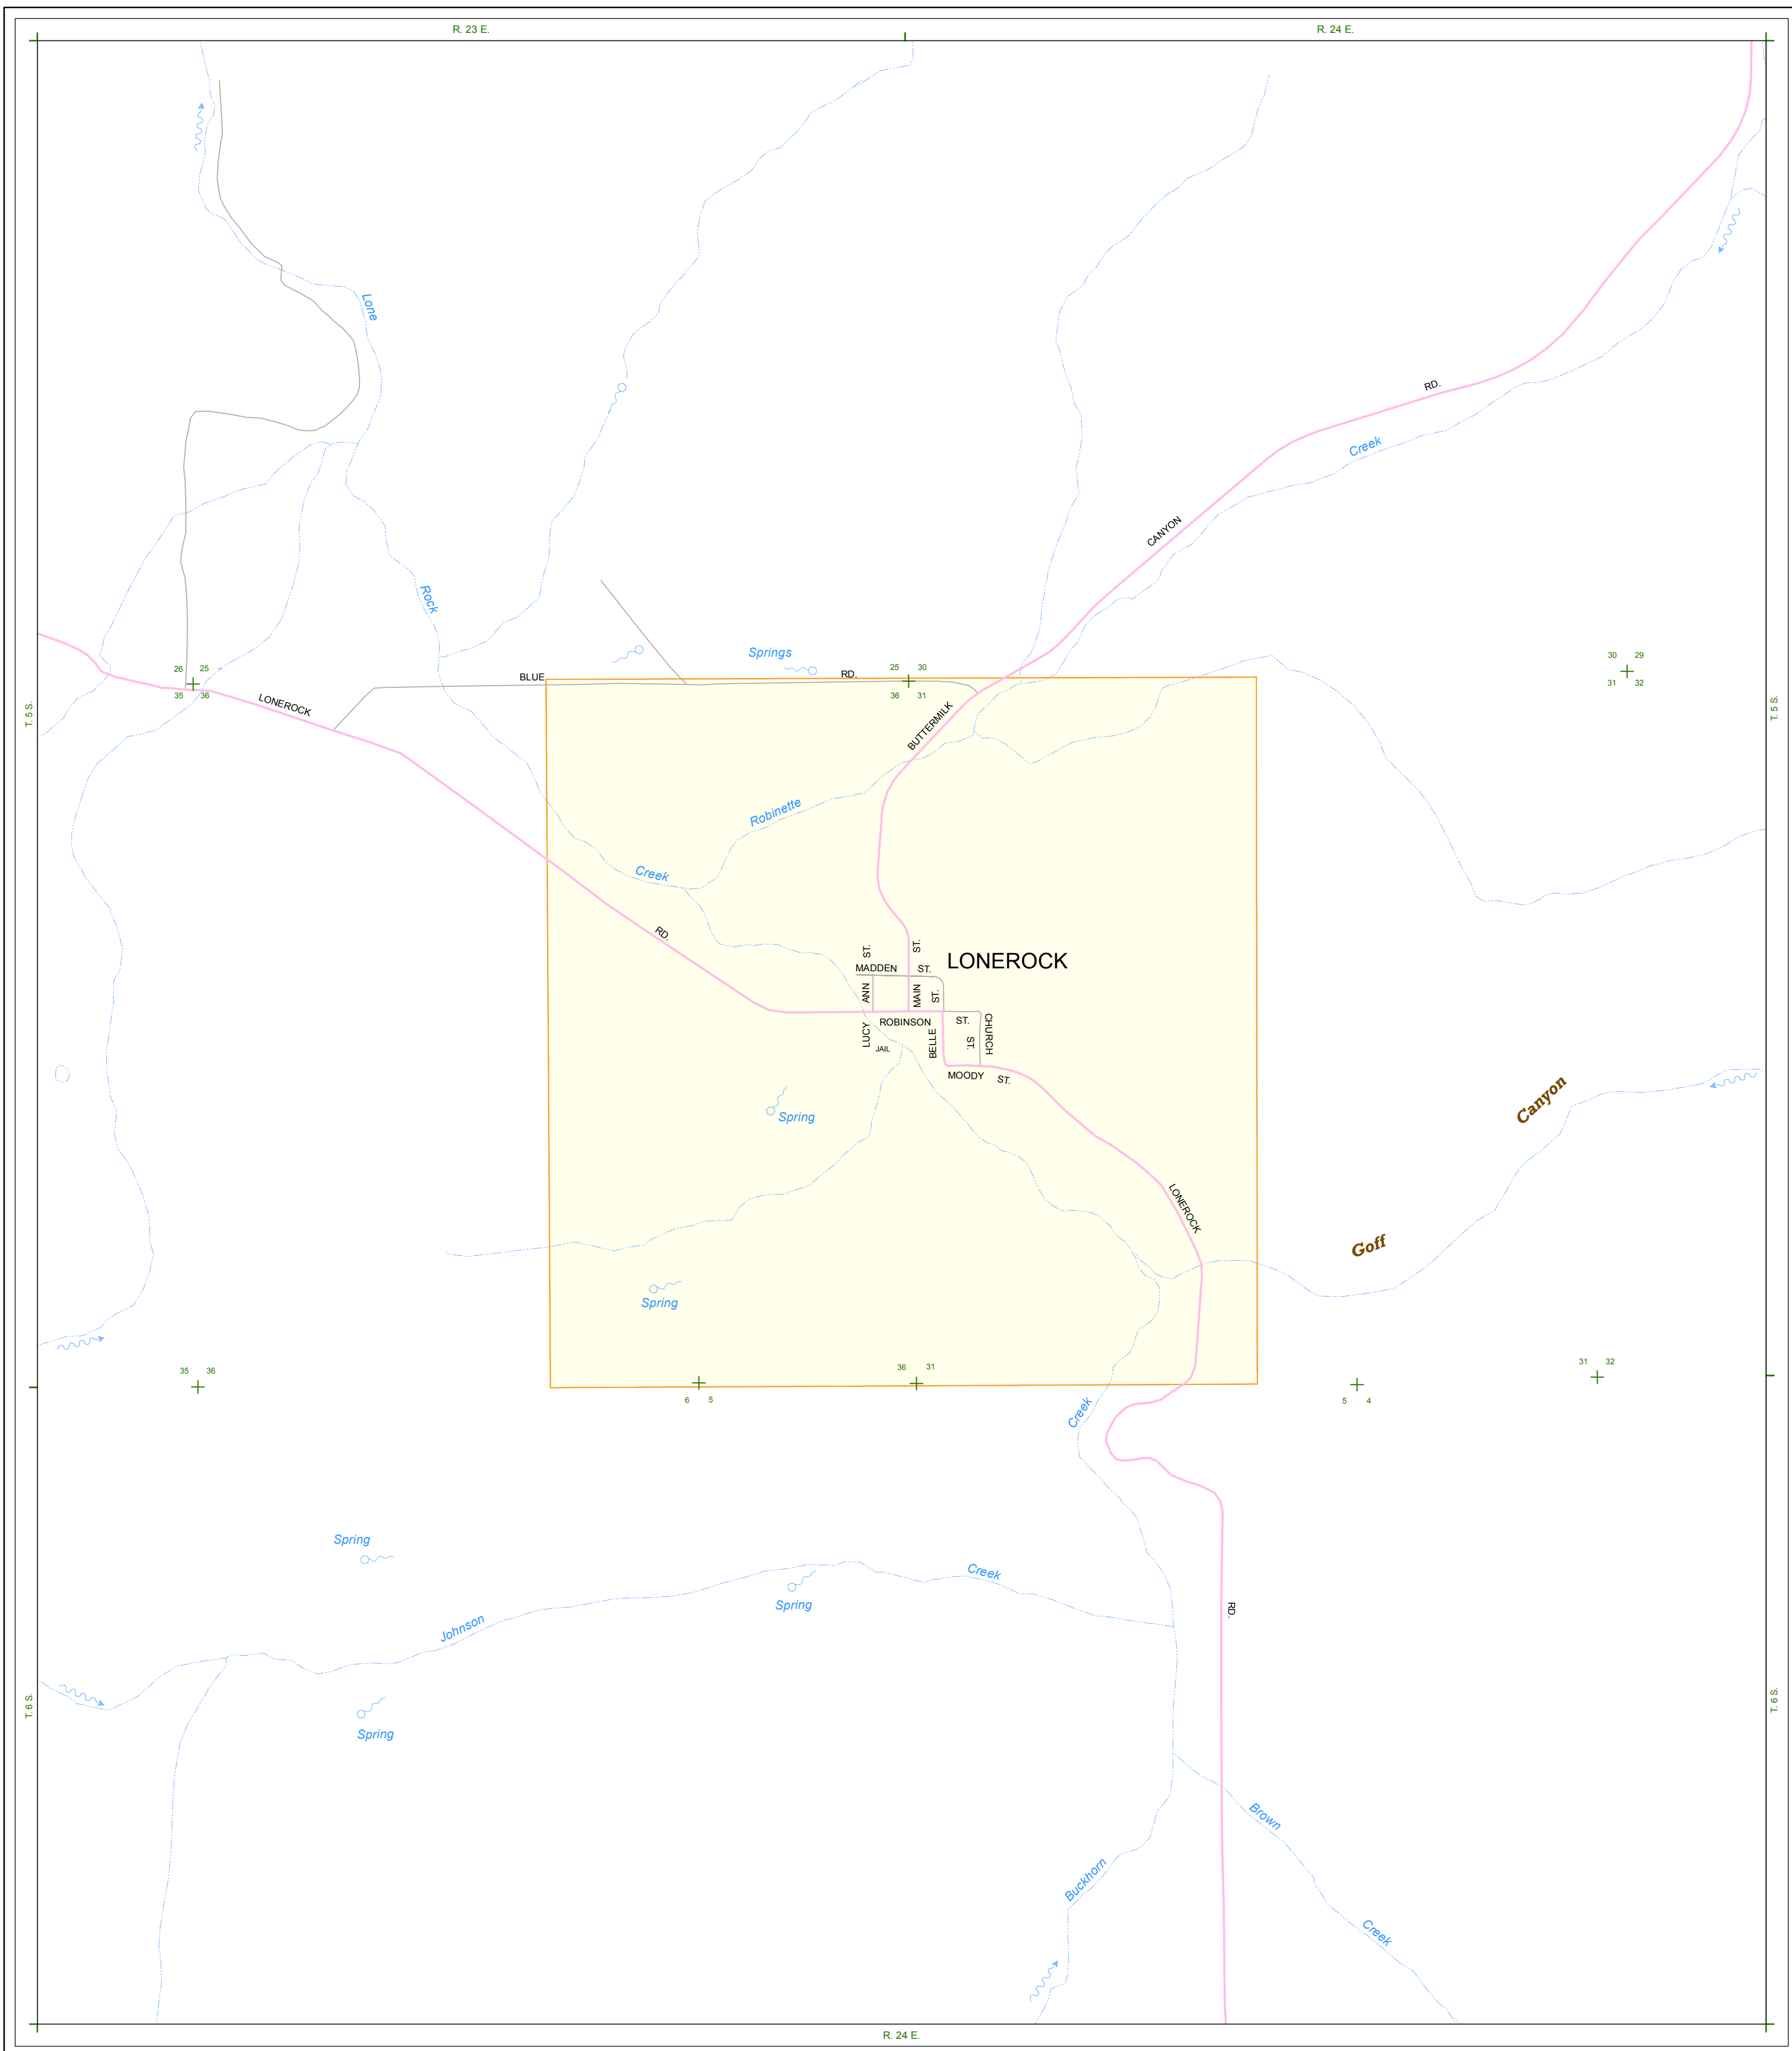 R. 23 E.
R. 24 E.
Lone
RD.
Creek
CANYON
Rock
Springs
26 25
25 30
30 29
BLUE
RD.
35 36
36 31
31 32
T. 5 S.
T. 5 S.
LONEROCK
BUTTERMILK
Robinette
Creek
RD.
ST.
ST.
LONEROCK
MADDEN ST.
ANN
MAIN
ST.
ROBINSON ST.
CHURCH
LUCY
BELLE
ST.
JAIL
MOODY ST.
Spring
Canyon
LONEROCK
Goff
Spring
35 36
36 31
31 32
6 5
5 4
Creek
Spring
Creek
Spring
Johnson
RD.
T. 6 S.
T. 6 S.
Spring
Brown
Buckhorn
Creek
R. 24 E.